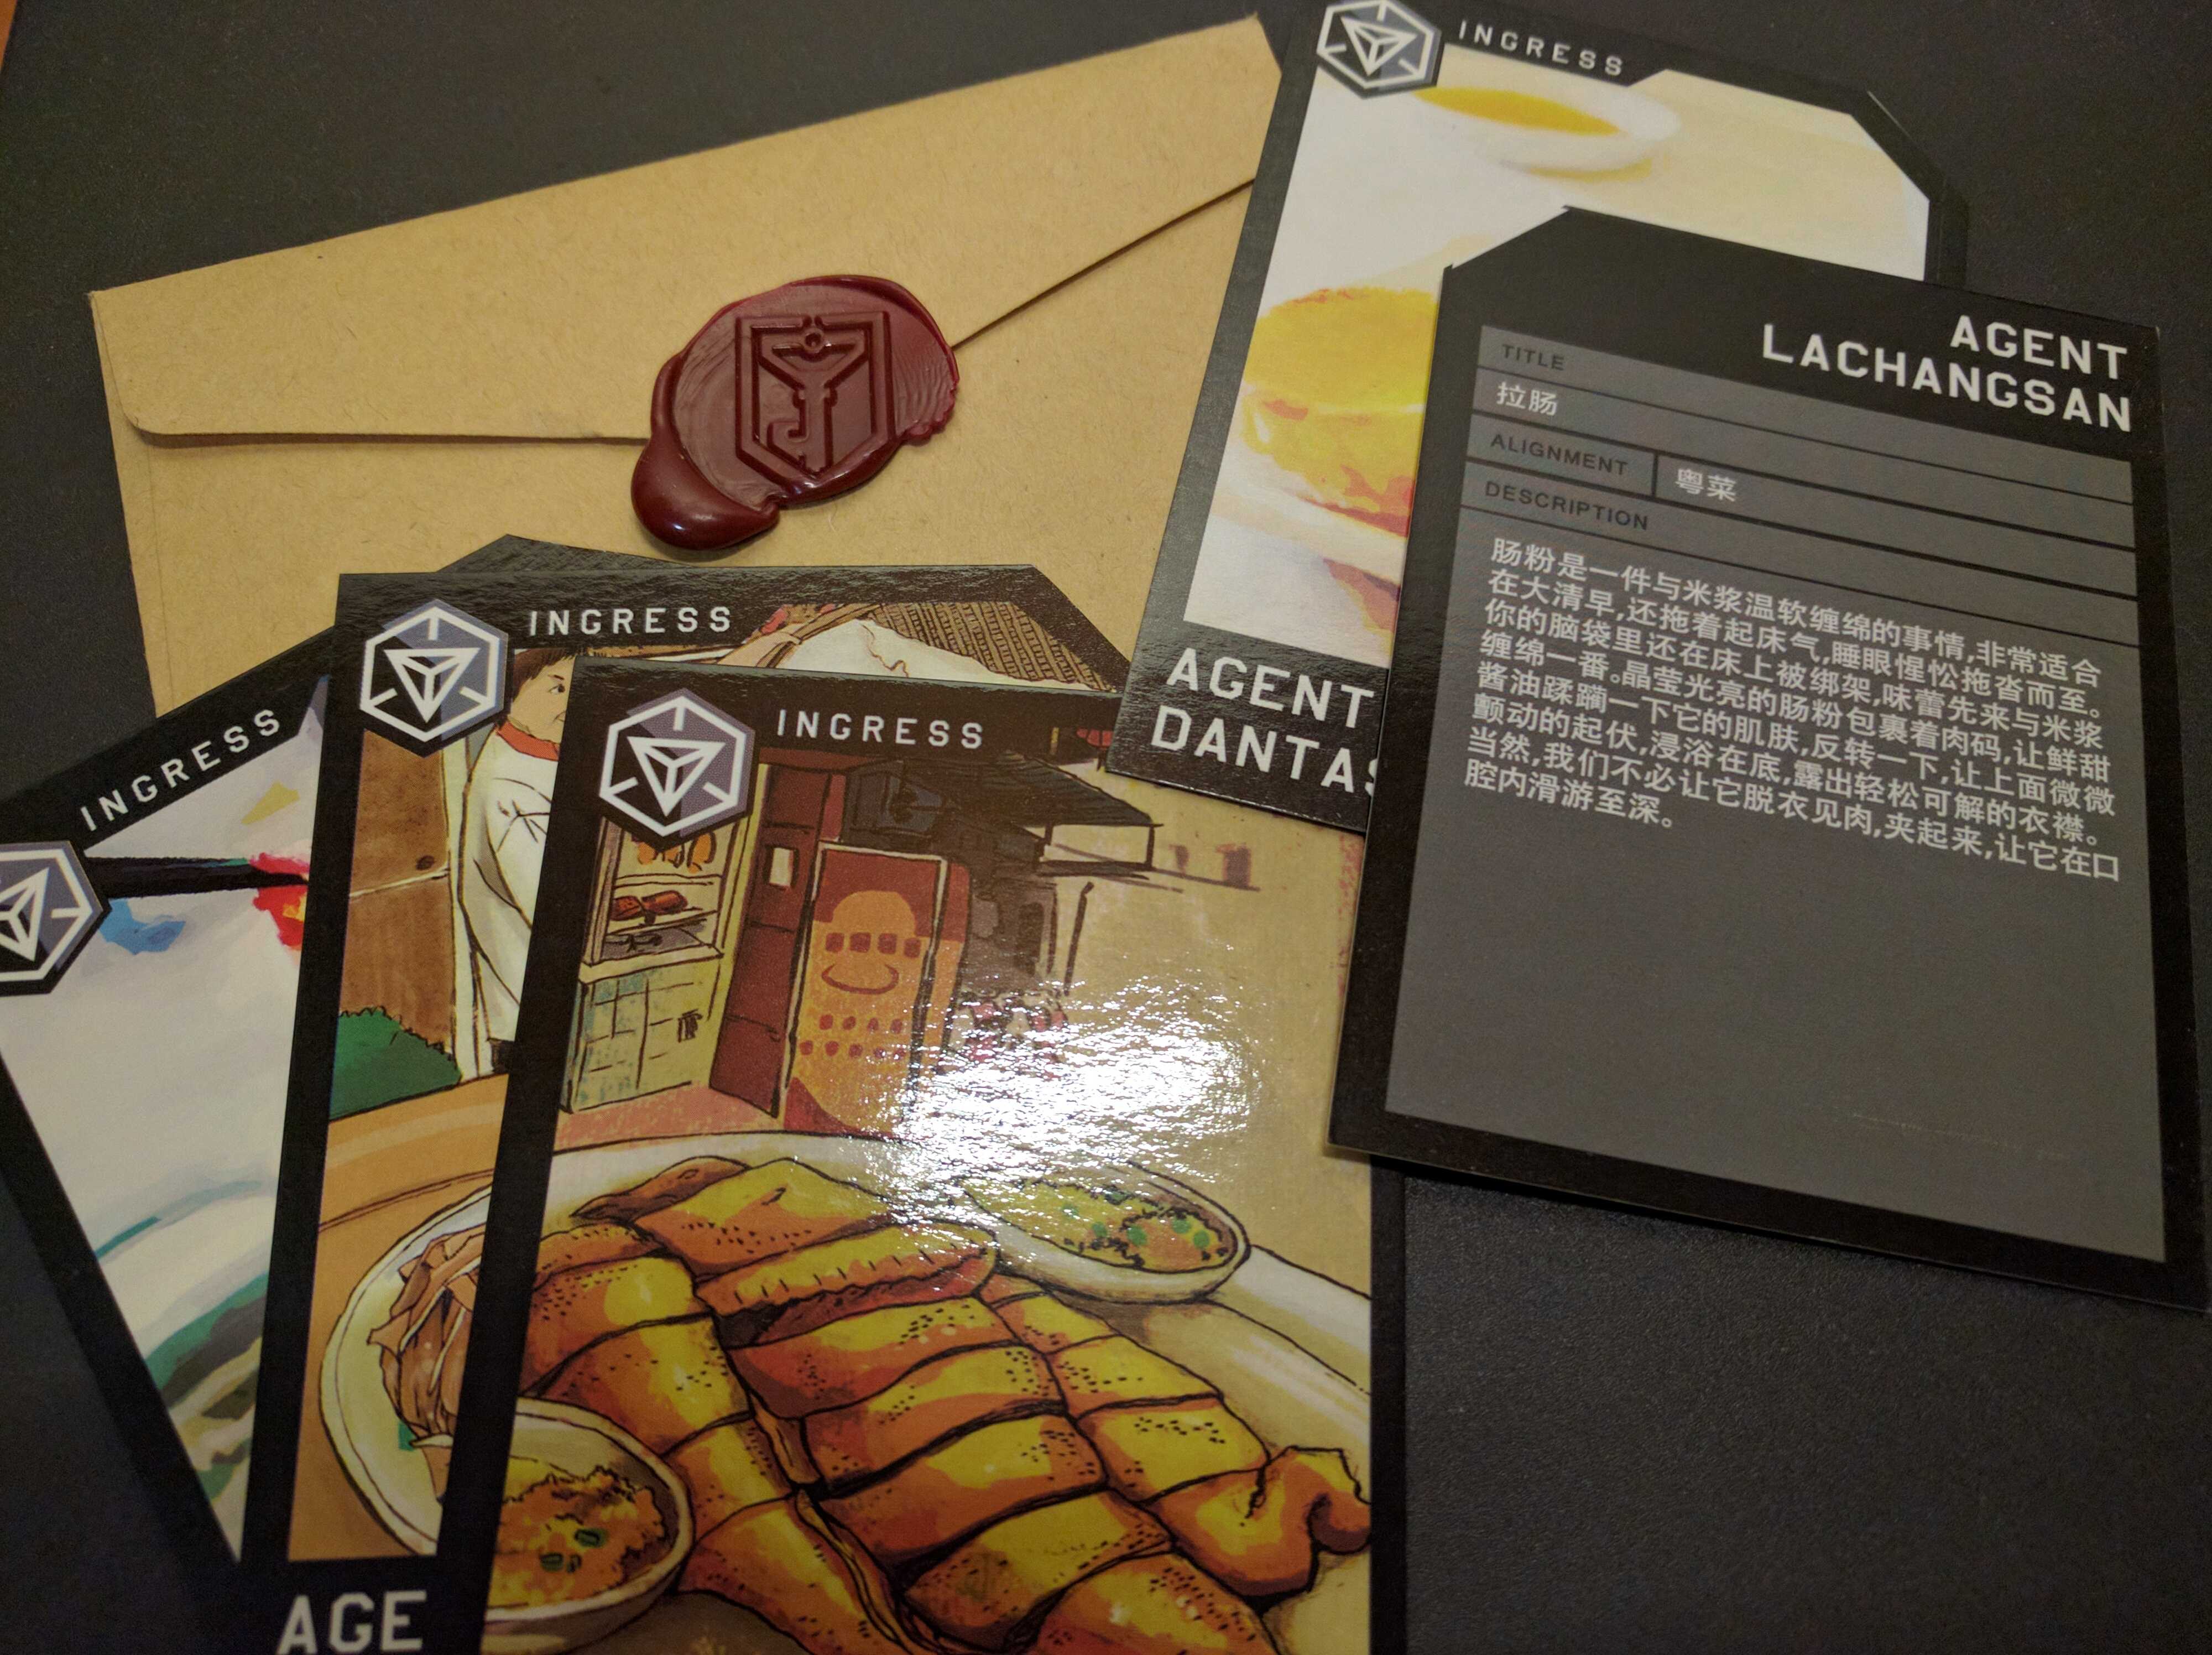 INGRESS
AGENT
DANTAS
AGENT
LACHANGSAN
TITLE
拉肠
ALIGNMENT 粤菜
DESCRIPTION
肠粉是一件与米浆温软缠绵的事情,非常适合
在大清早,还拖着起床气,睡眼惺忪拖沓而至。
你的脑袋里还在床上被绑架,味蕾先来与米浆
缠绵一番。晶莹光亮的肠粉包裹着肉码,让鲜甜
酱油蹂躏一下它的肌肤,反转一下,让上面微微
颤动的起伏,浸浴在底,露出轻松可解的衣襟。
当然,我们不必让它脱衣见肉,夹起来,让它在口
腔内滑游至深。
INGRESS
INGRESS
INGRESS
AGE